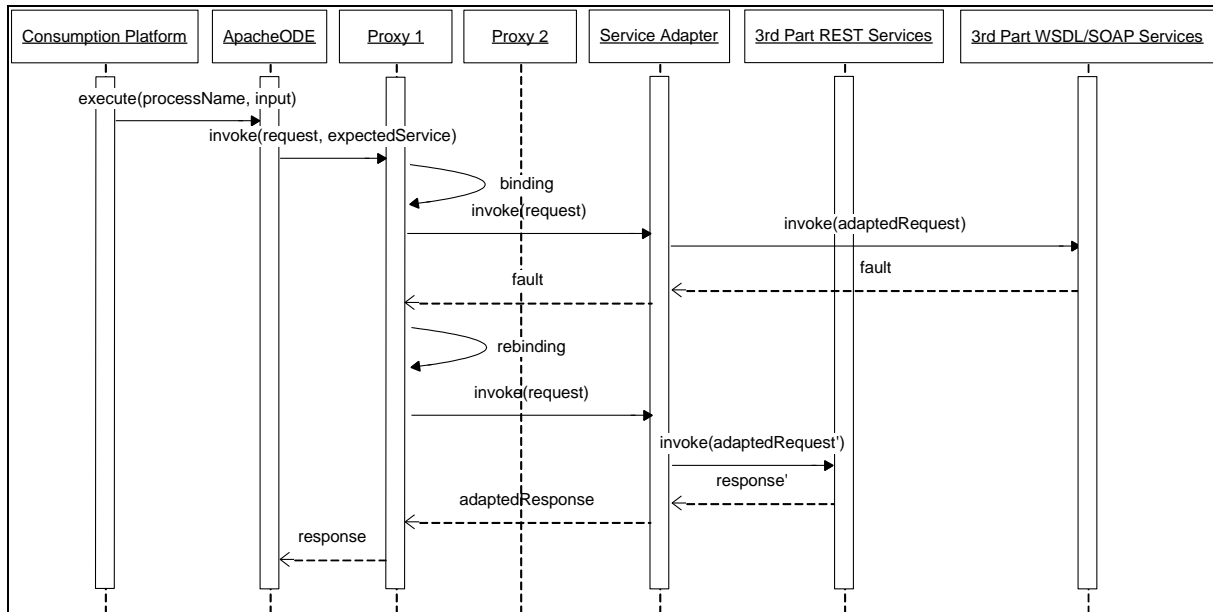 Consumption Platform
ApacheODE
Proxy 1
Proxy 2
Service Adapter
3rd Part REST Services
3rd Part WSDL/SOAP Services
execute(processName, input)
invoke(request, expectedService)
binding
invoke(request)
invoke(adaptedRequest)
fault
fault
rebinding
invoke(request)
invoke(adaptedRequest')
response'
adaptedResponse
response